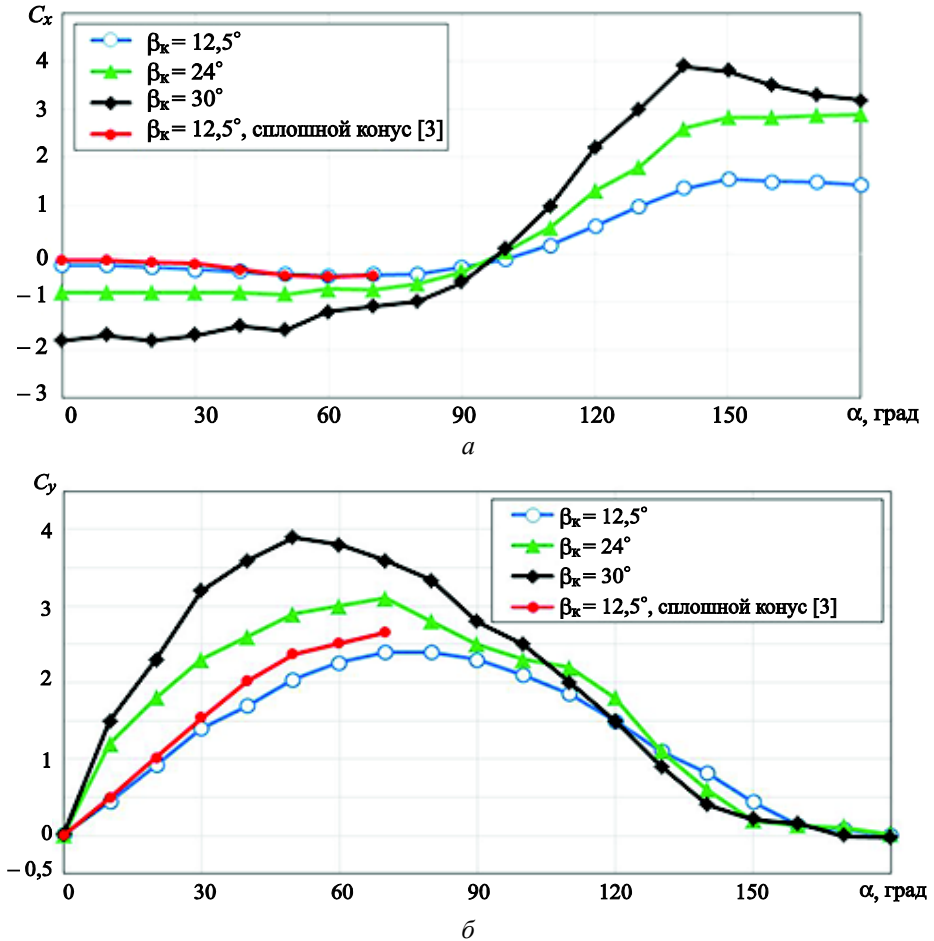 Cx
βк = 12,5°
βк = 24°
βк = 30°
βк = 12,5°, сплошной конус [3]
4
3
2
1
0
– 1
– 2
– 3
0 30 60 90 120 150 α, град
а
Cy
βк = 12,5°
βк = 24°
βк = 30°
βк = 12,5°, сплошной конус [3]
4
3
2
1
0
– 0,5
0 30 60 90 120 150 α, град
б